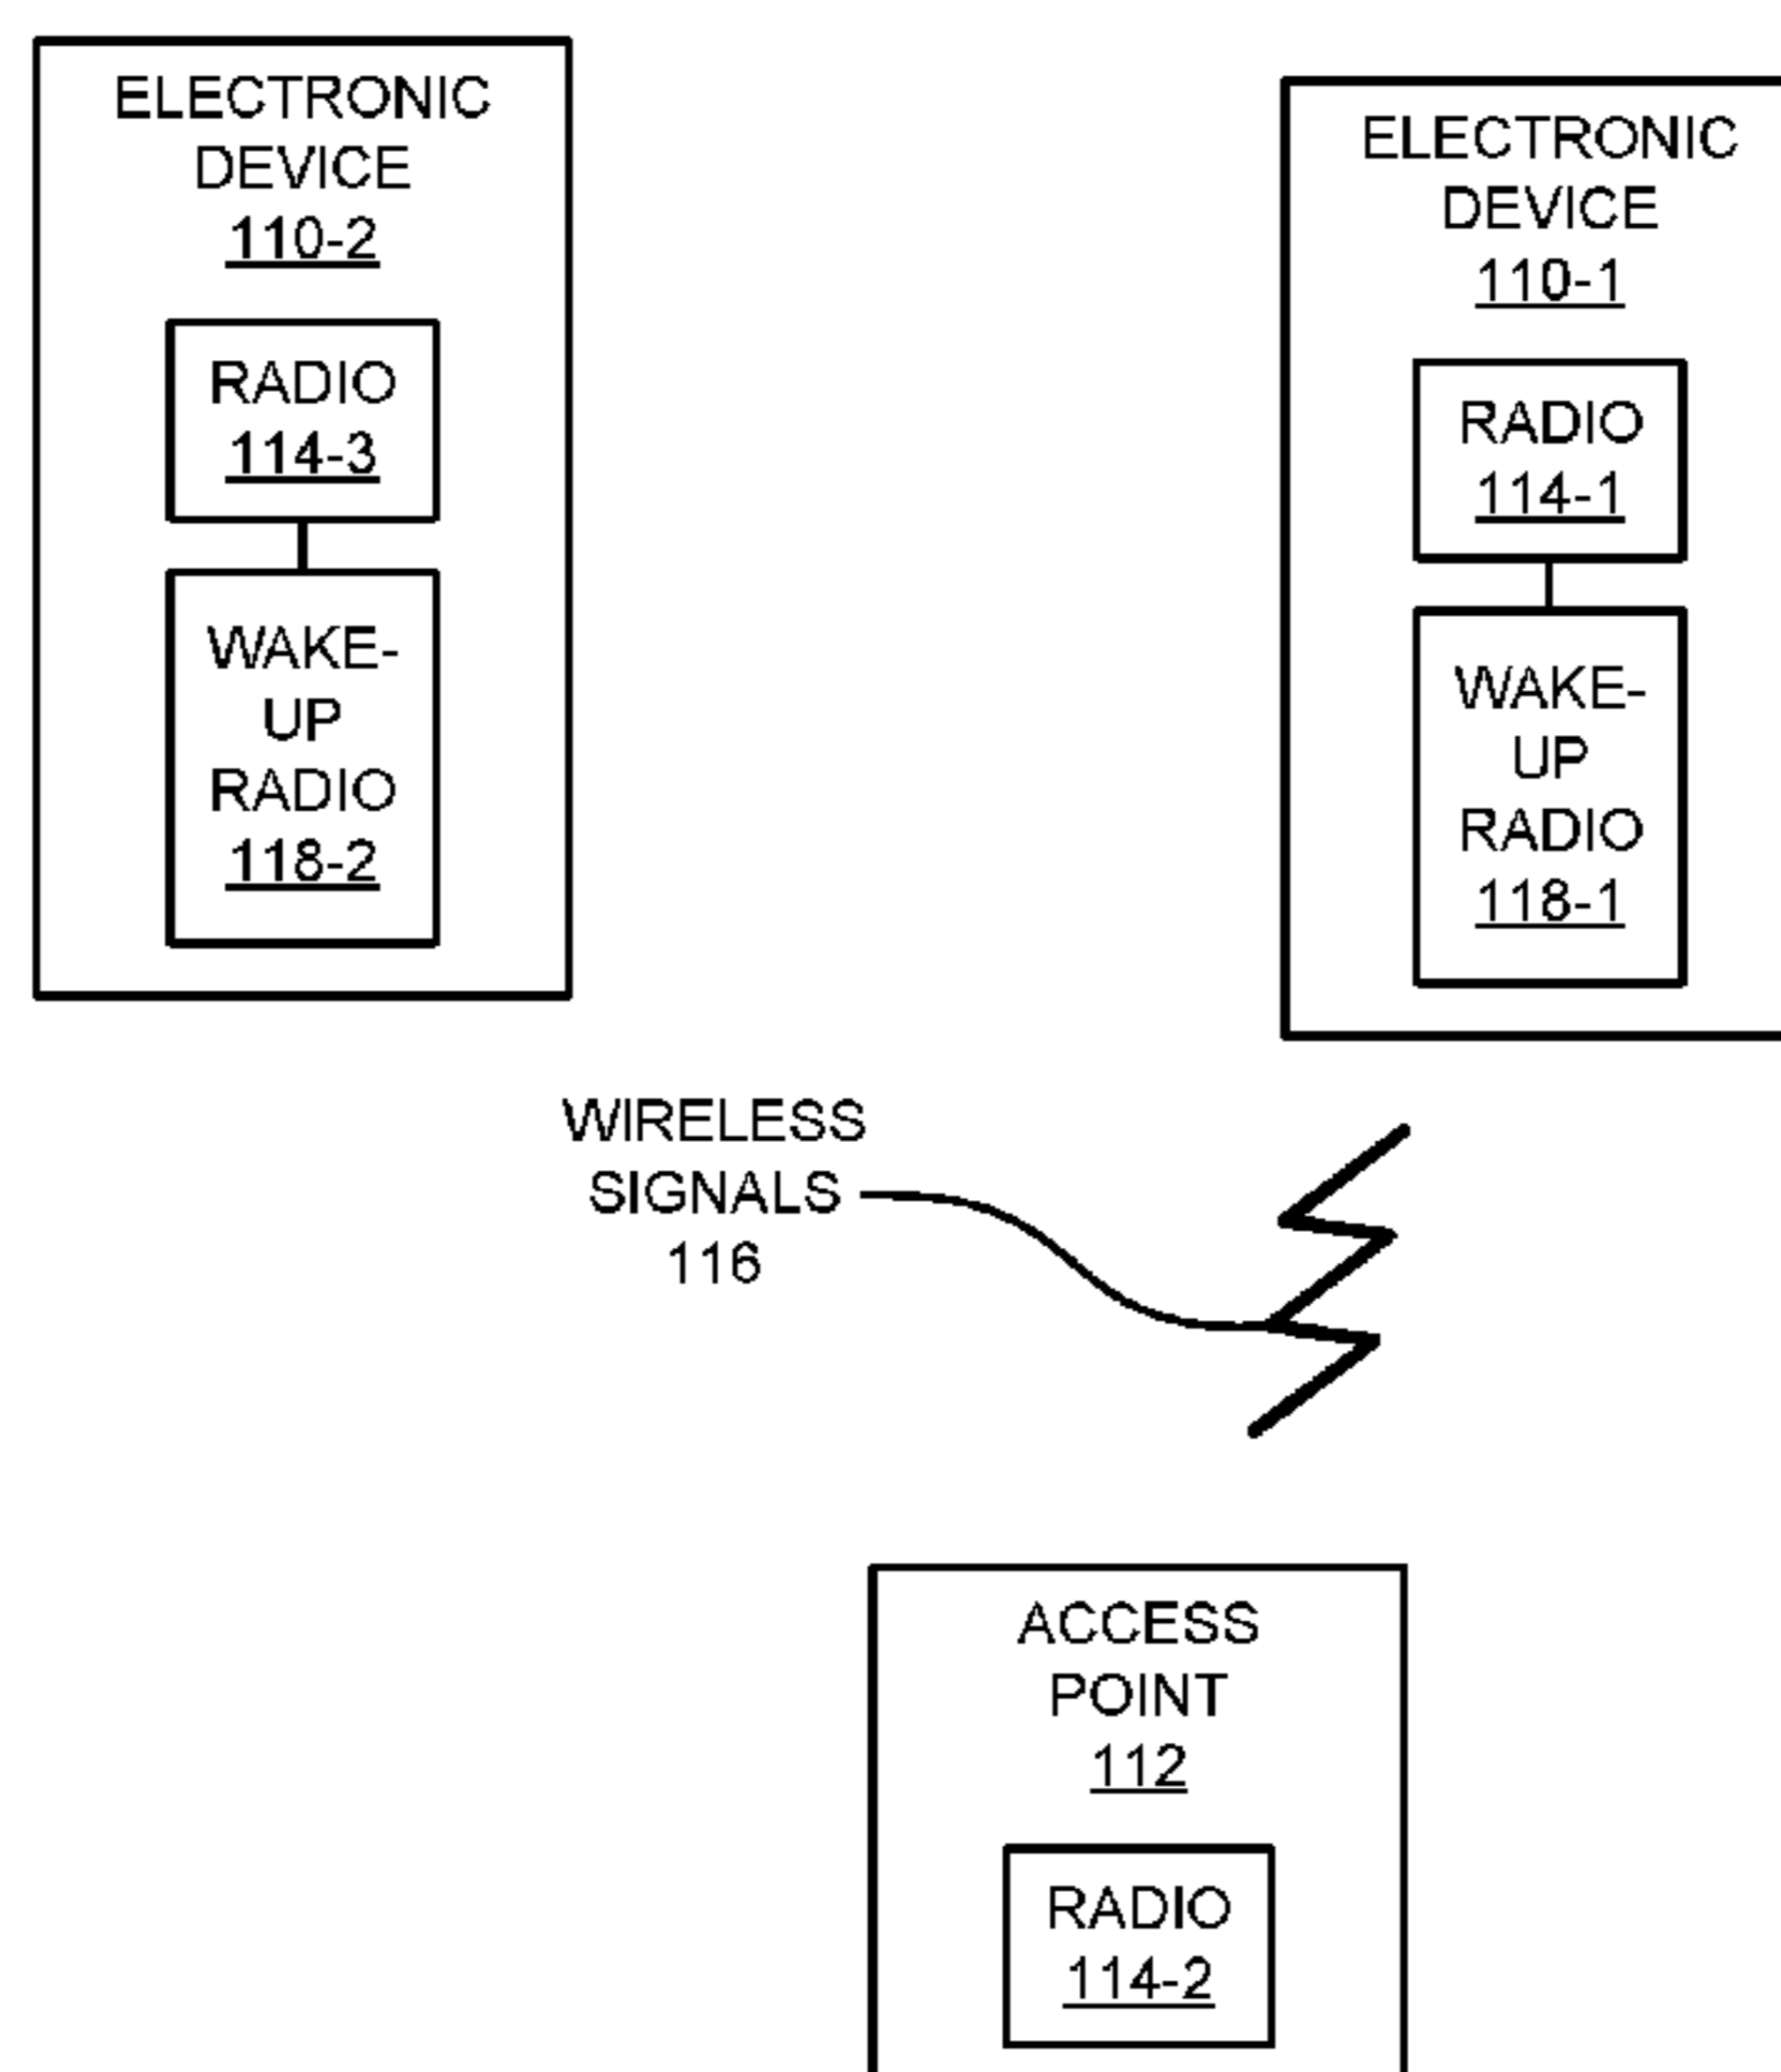 ELECTRONIC
DEVICE
110-2
RADIO
114-3
WAKE-
UP
RADIO
118-2
ELECTRONIC
DEVICE
110-1
RADIO
114-1
WAKE-
UP
RADIO
118-1
WIRELESS
SIGNALS
116
ACCESS
POINT
112
RADIO
114-2